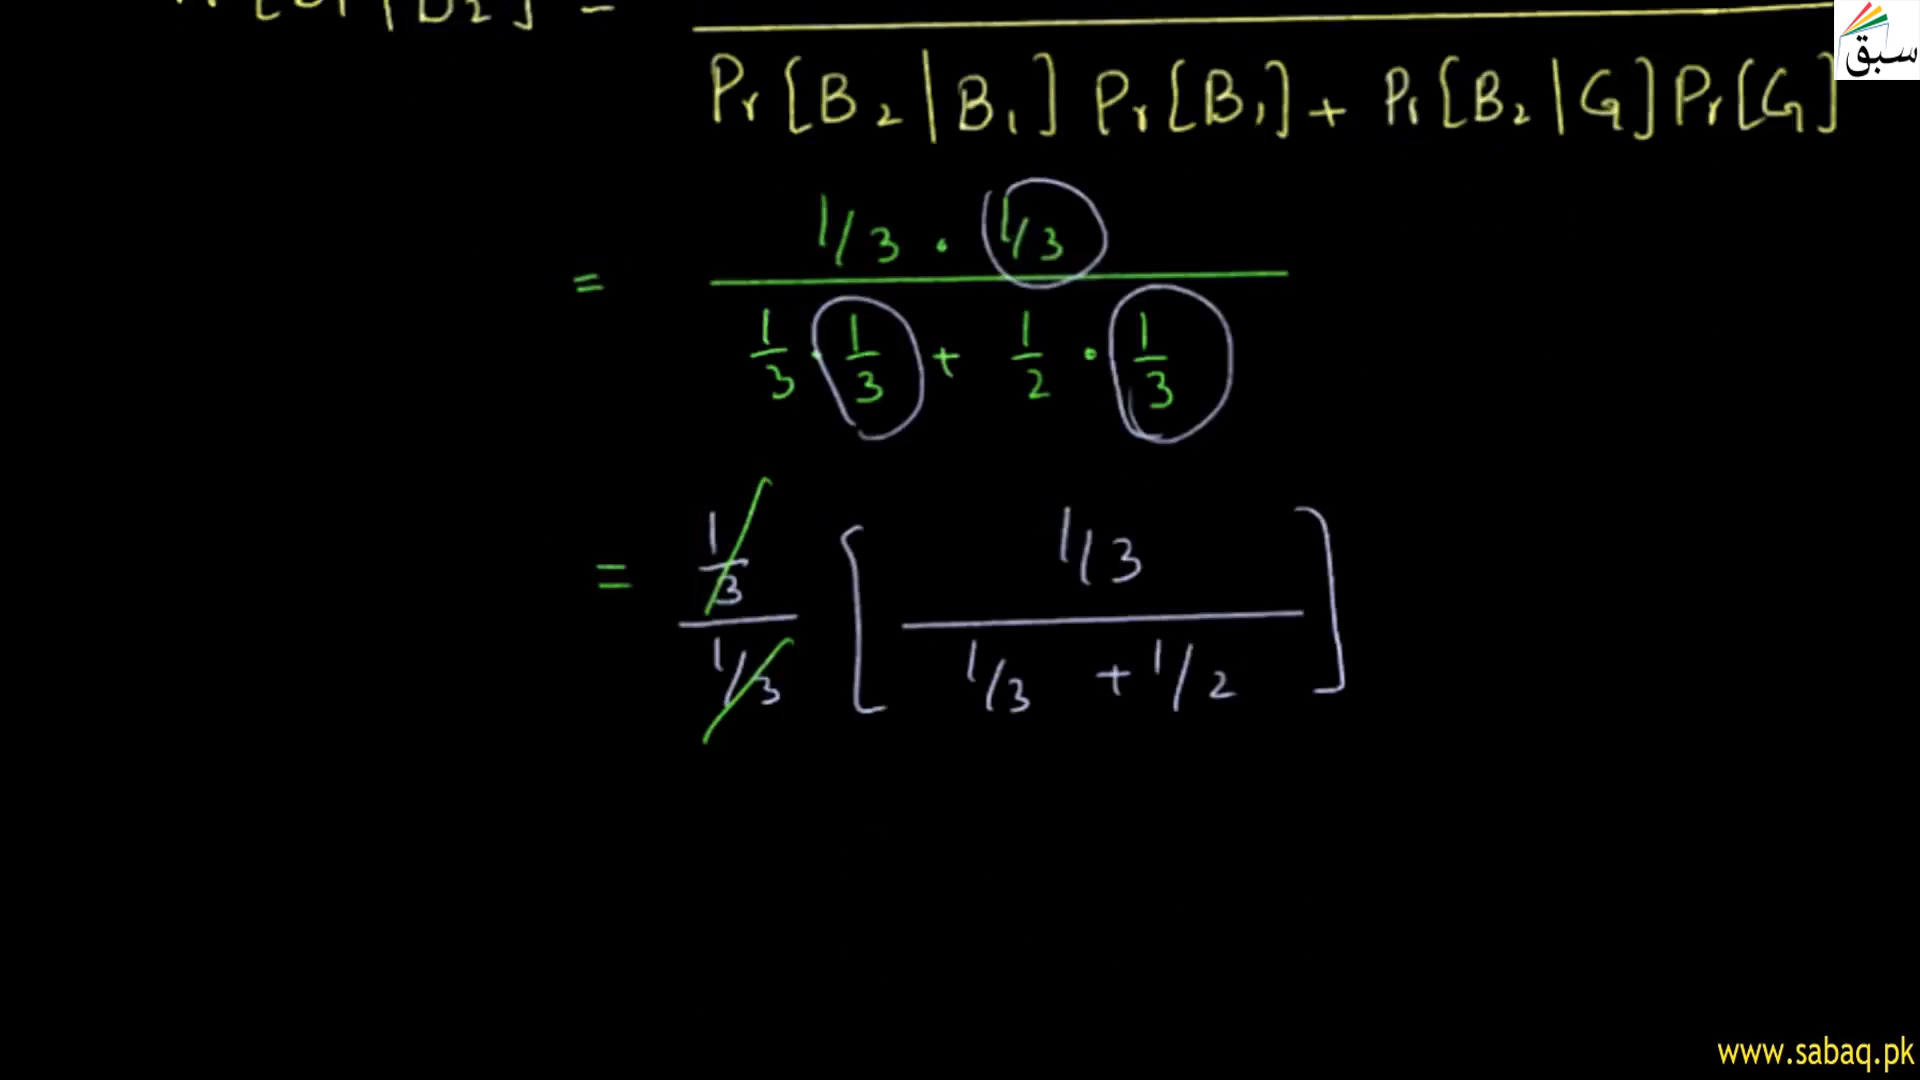 B2] =
سبق
Pr[B2|B1] Pr[B1] + Pr[B2|G] Pr[G]
= 1/3 · 1/3
1/3 · 1/3 + 1/2 · 1/3
= 1/3 / 1/3 [ 1/3 / 1/3 + 1/2 ]
www.sabaq.pk